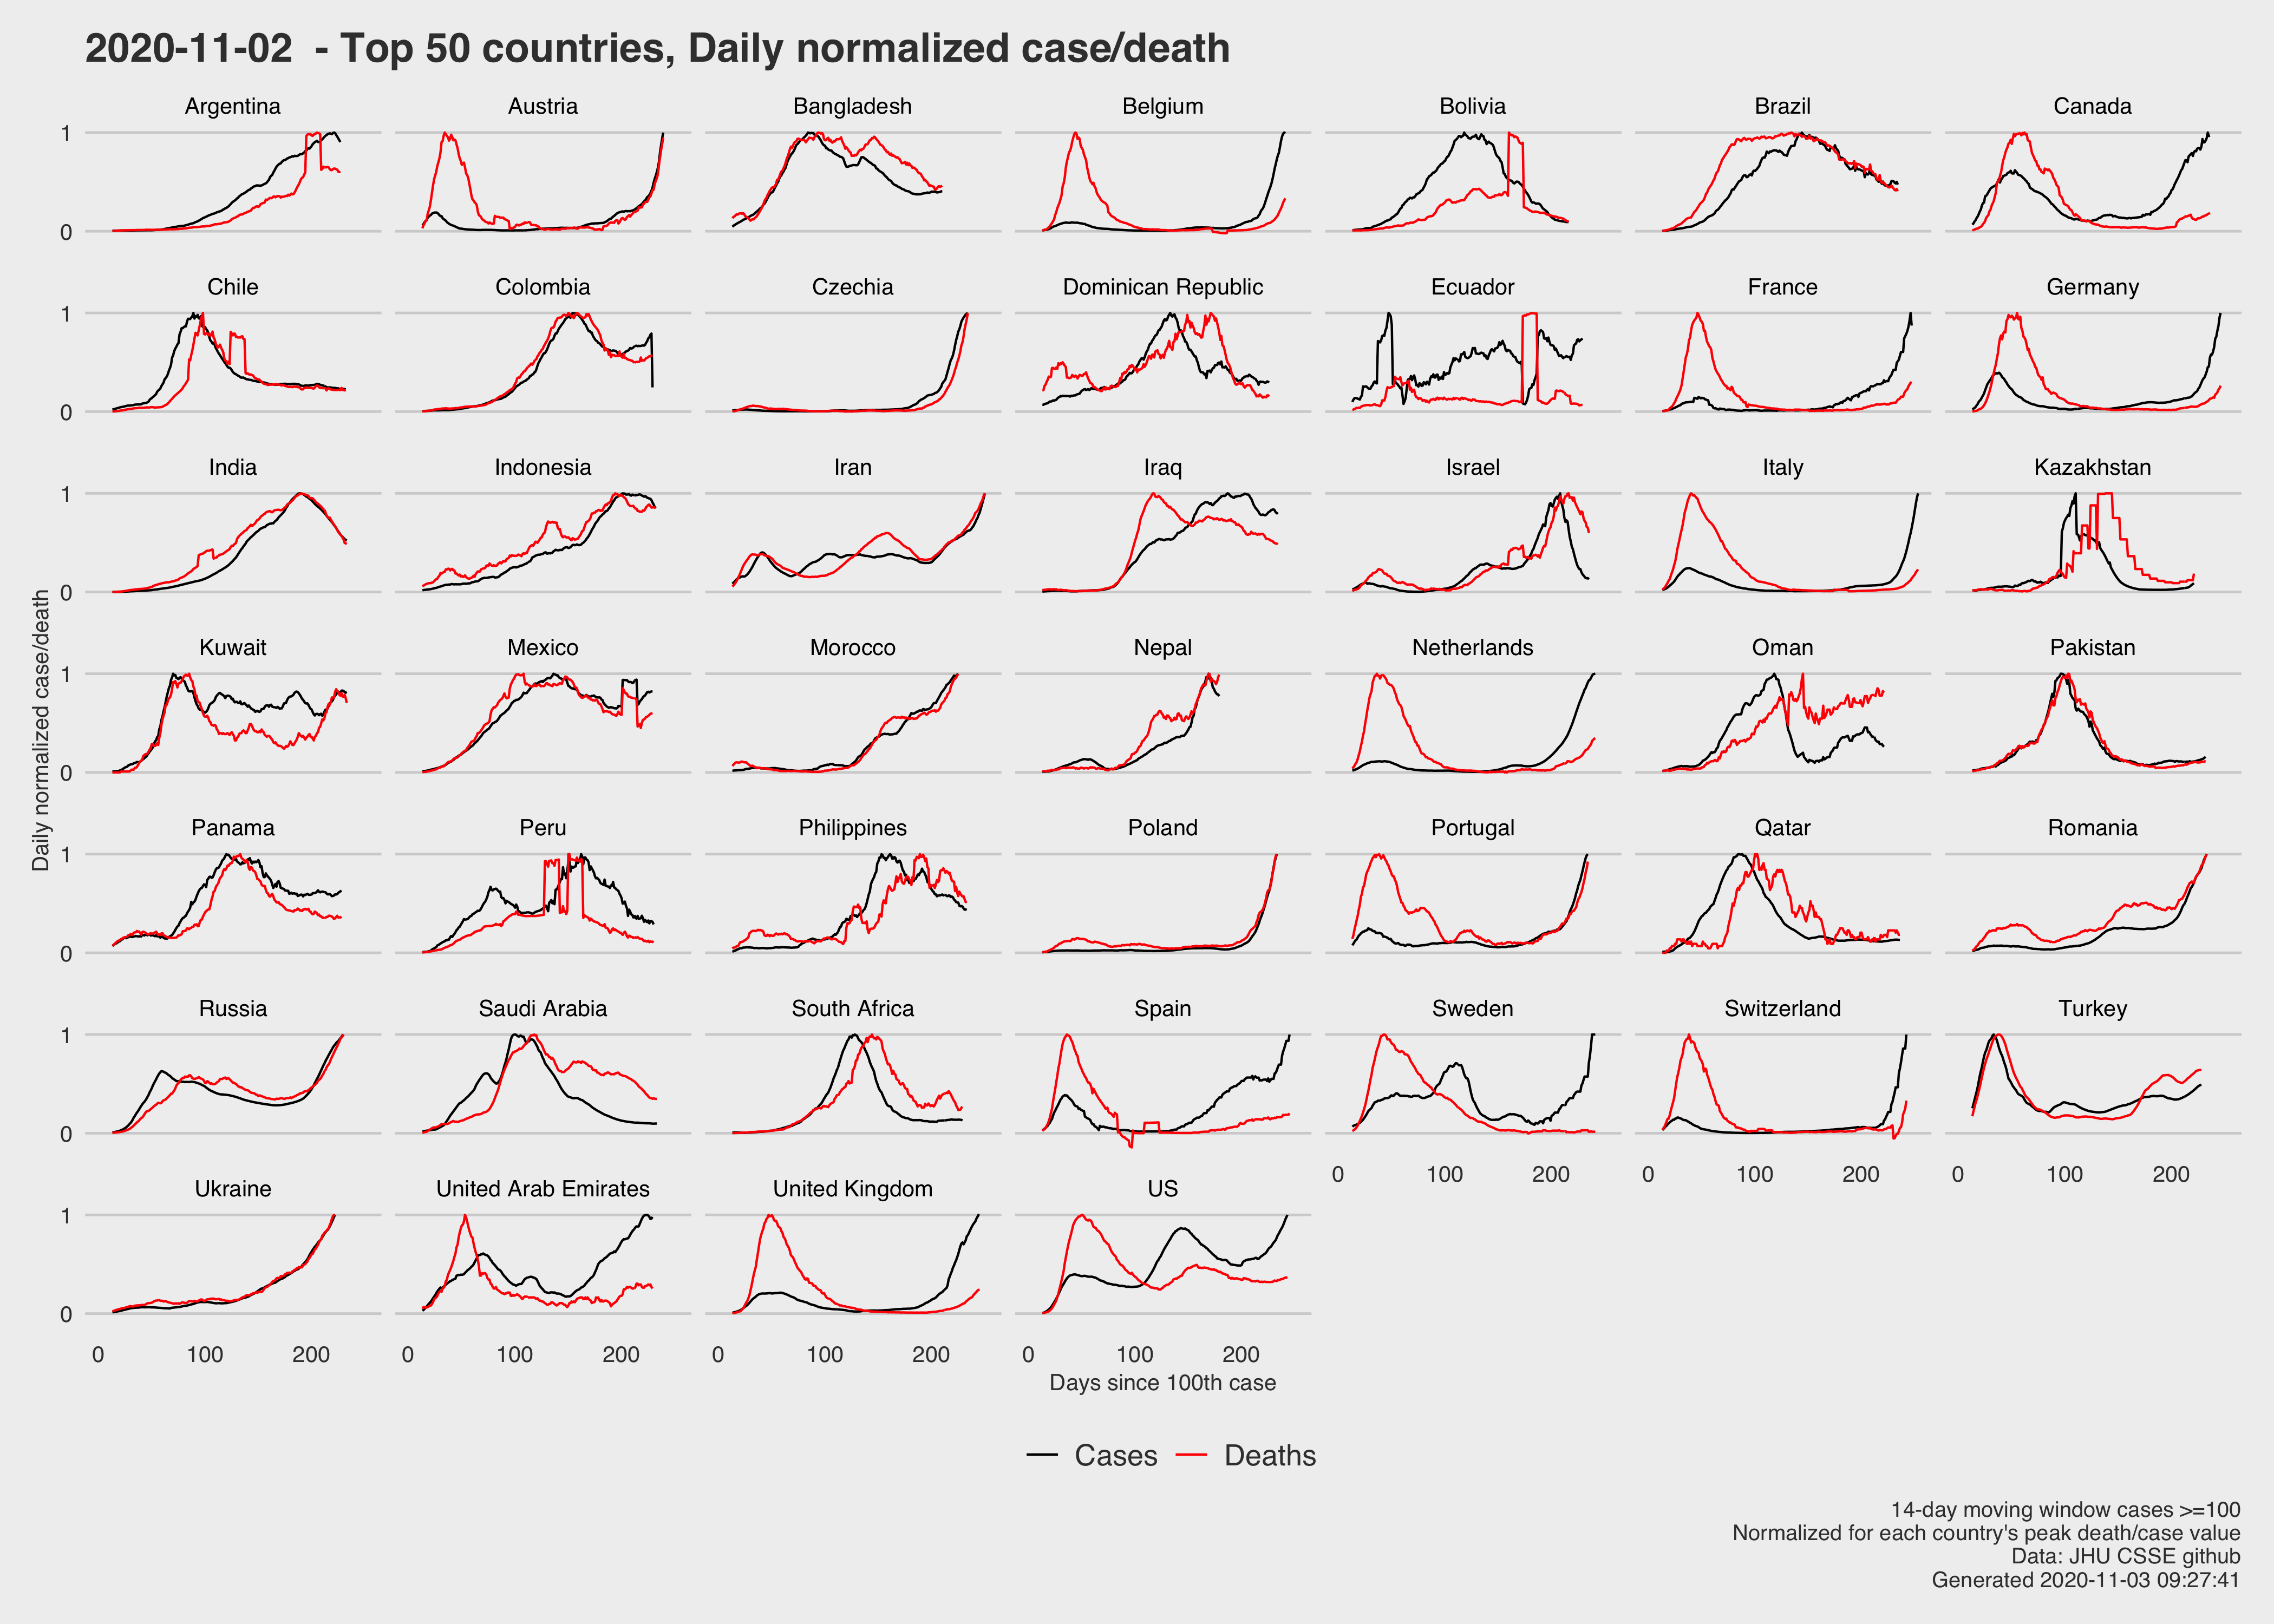 2020-11-02  - Top 50 countries, Daily normalized case/death
Argentina
Austria
Bangladesh
Belgium
Bolivia
Brazil
Canada
1
0
Chile
Colombia
Czechia
Dominican Republic
Ecuador
France
Germany
1
0
India
Indonesia
Iran
Iraq
Israel
Italy
Kazakhstan
1
0
Daily normalized case/death
Kuwait
Mexico
Morocco
Nepal
Netherlands
Oman
Pakistan
1
0
Panama
Peru
Philippines
Poland
Portugal
Qatar
Romania
1
0
Russia
Saudi Arabia
South Africa
Spain
Sweden
Switzerland
Turkey
1
0
0 100 200
0 100 200
0 100 200
Ukraine
United Arab Emirates
United Kingdom
US
1
0
0 100 200
0 100 200
0 100 200
0 100 200
Days since 100th case
Cases
Deaths
14-day moving window cases >=100
Normalized for each country's peak death/case value
Data: JHU CSSE github
Generated 2020-11-03 09:27:41